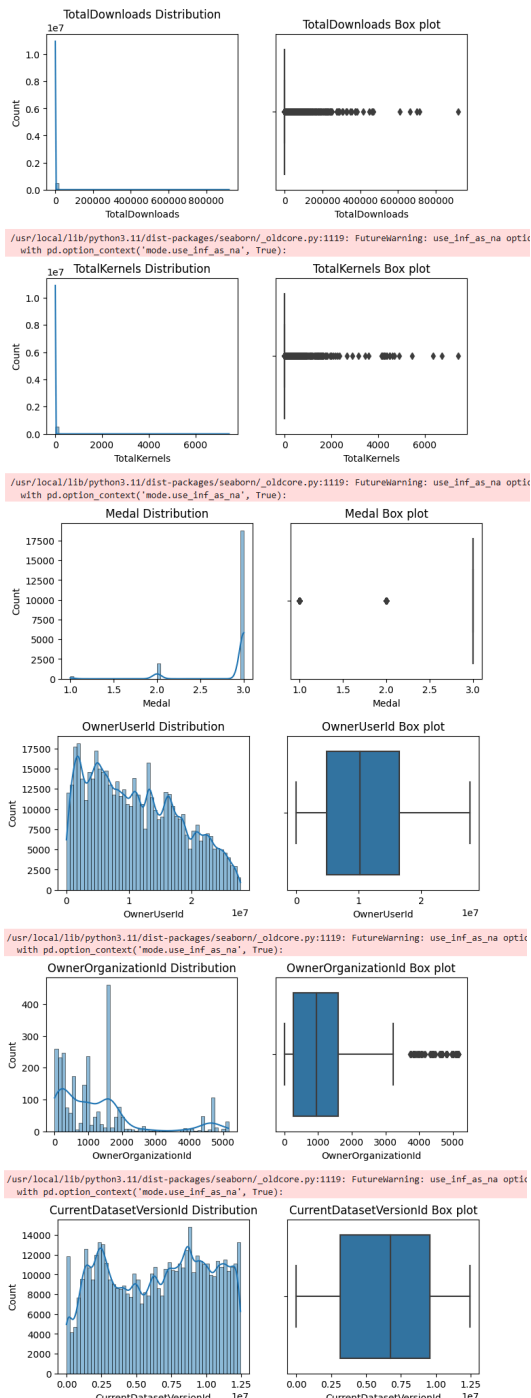 TotalDownloads Distribution
TotalDownloads Box plot
1e7
1.0
0.8
0.6
0.4
0.2
0.0
Count
0 200000 400000 600000 800000
TotalDownloads
0 200000 400000 600000 800000
TotalDownloads
/usr/local/lib/python3.11/dist-packages/seaborn/_oldcore.py:1119: FutureWarning: use_inf_as_na optio
with pd.option_context('mode.use_inf_as_na', True):
TotalKernels Distribution
TotalKernels Box plot
1e7
1.0
0.8
0.6
0.4
0.2
0.0
Count
0 2000 4000 6000
TotalKernels
0 2000 4000 6000
TotalKernels
/usr/local/lib/python3.11/dist-packages/seaborn/_oldcore.py:1119: FutureWarning: use_inf_as_na optio
with pd.option_context('mode.use_inf_as_na', True):
Medal Distribution
Medal Box plot
17500
15000
12500
10000
7500
5000
2500
0
Count
1.0 1.5 2.0 2.5 3.0
Medal
1.0 1.5 2.0 2.5 3.0
Medal
OwnerUserId Distribution
OwnerUserId Box plot
17500
15000
12500
10000
7500
5000
2500
0
Count
0 1 2
1e7
OwnerUserId
0 1 2
1e7
OwnerUserId
/usr/local/lib/python3.11/dist-packages/seaborn/_oldcore.py:1119: FutureWarning: use_inf_as_na optio
with pd.option_context('mode.use_inf_as_na', True):
OwnerOrganizationId Distribution
OwnerOrganizationId Box plot
400
300
200
100
0
Count
0 1000 2000 3000 4000 5000
OwnerOrganizationId
0 1000 2000 3000 4000 5000
OwnerOrganizationId
/usr/local/lib/python3.11/dist-packages/seaborn/_oldcore.py:1119: FutureWarning: use_inf_as_na optio
with pd.option_context('mode.use_inf_as_na', True):
CurrentDatasetVersionId Distribution
CurrentDatasetVersionId Box plot
14000
12000
10000
8000
6000
4000
2000
0
Count
0.00 0.25 0.50 0.75 1.00 1.25
CurrentDatasetVersionId 1e7
0.00 0.25 0.50 0.75 1.00 1.25
CurrentDatasetVersionId 1e7